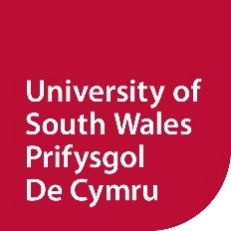 University of
South Wales
Prifysgol
De Cymru